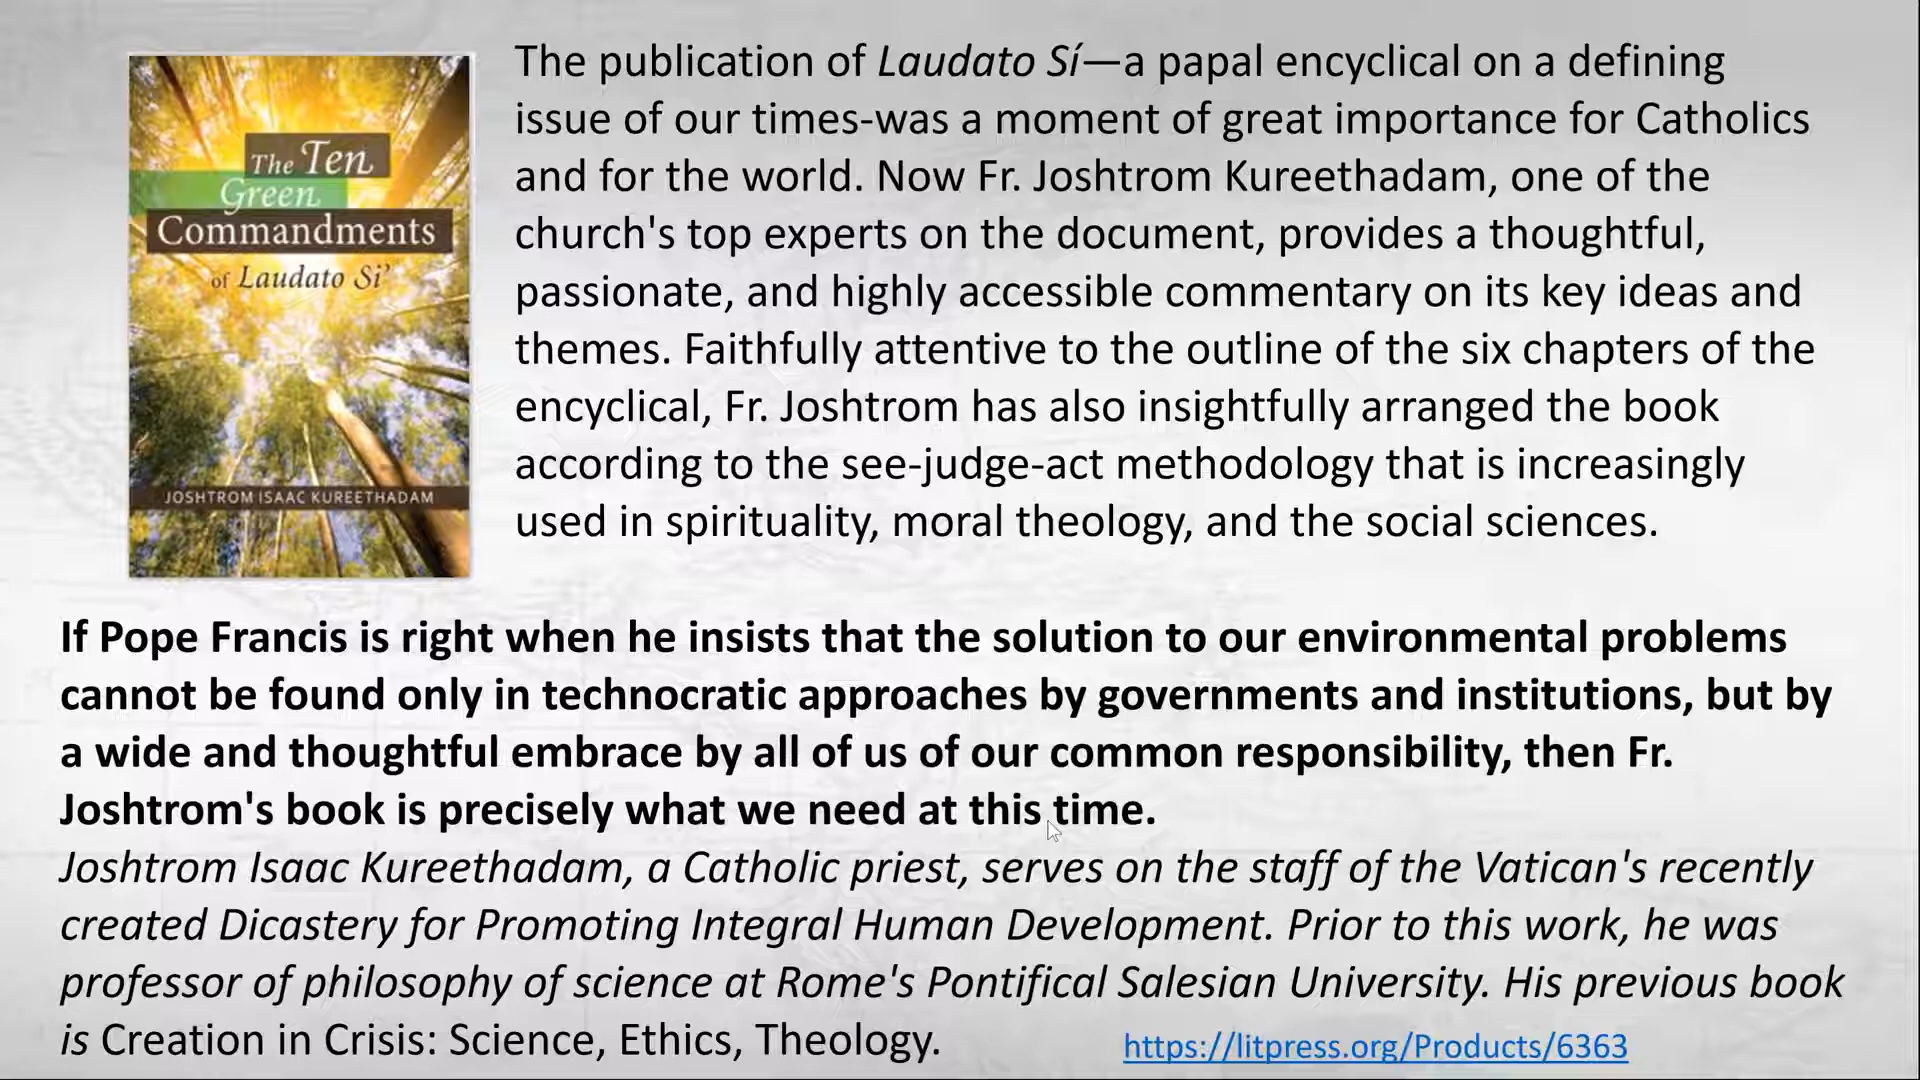 The Ten
Green
Commandments
of Laudato Si’
JOSHTROM ISAAC KUREETHADAM
The publication of Laudato Sí—a papal encyclical on a defining
issue of our times-was a moment of great importance for Catholics
and for the world. Now Fr. Joshtrom Kureethadam, one of the
church's top experts on the document, provides a thoughtful,
passionate, and highly accessible commentary on its key ideas and
themes. Faithfully attentive to the outline of the six chapters of the
encyclical, Fr. Joshtrom has also insightfully arranged the book
according to the see-judge-act methodology that is increasingly
used in spirituality, moral theology, and the social sciences.
If Pope Francis is right when he insists that the solution to our environmental problems
cannot be found only in technocratic approaches by governments and institutions, but by
a wide and thoughtful embrace by all of us of our common responsibility, then Fr.
Joshtrom's book is precisely what we need at this time.
Joshtrom Isaac Kureethadam, a Catholic priest, serves on the staff of the Vatican's recently
created Dicastery for Promoting Integral Human Development. Prior to this work, he was
professor of philosophy of science at Rome's Pontifical Salesian University. His previous book
is Creation in Crisis: Science, Ethics, Theology.
https://litpress.org/Products/6363